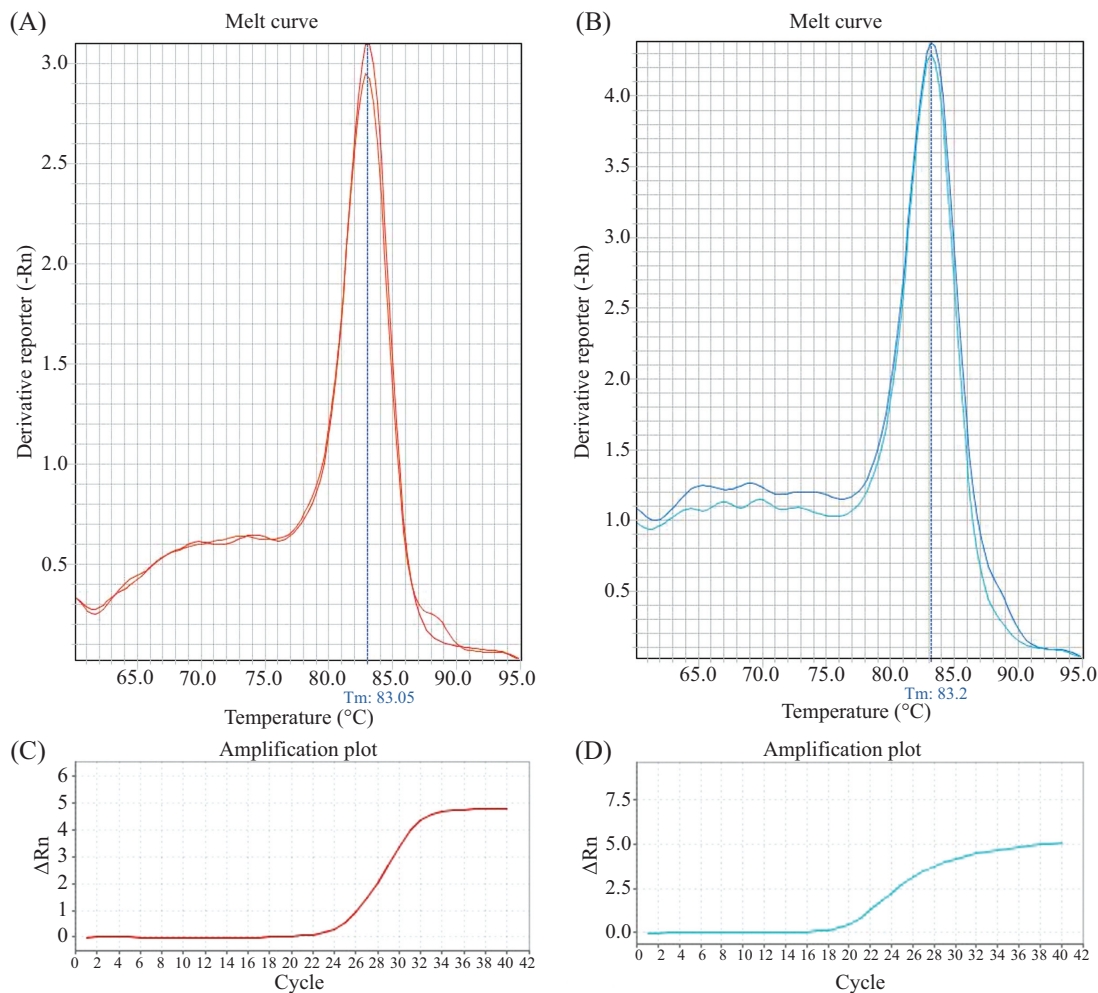 (A)
Melt curve
3.0
2.5
2.0
1.5
1.0
0.5
Derivative reporter (-Rn)
65.0 70.0 75.0 80.0 85.0 90.0 95.0
Tm: 83.05
Temperature (°C)
(B)
Melt curve
4.0
4.5
4.0
3.5
3.0
2.5
2.0
1.5
1.0
0.5
Derivative reporter (-Rn)
65.0 70.0 75.0 80.0 85.0 90.0 95.0
Tm: 83.2
Temperature (°C)
(C)
Amplification plot
6
5
4
3
2
1
0
ΔRn
0 2 4 6 8 10 12 14 16 18 20 22 24 26 28 30 32 34 36 38 40 42
Cycle
(D)
Amplification plot
7.5
5.0
2.5
0.0
ΔRn
0 2 4 6 8 10 12 14 16 18 20 22 24 26 28 30 32 34 36 38 40 42
Cycle